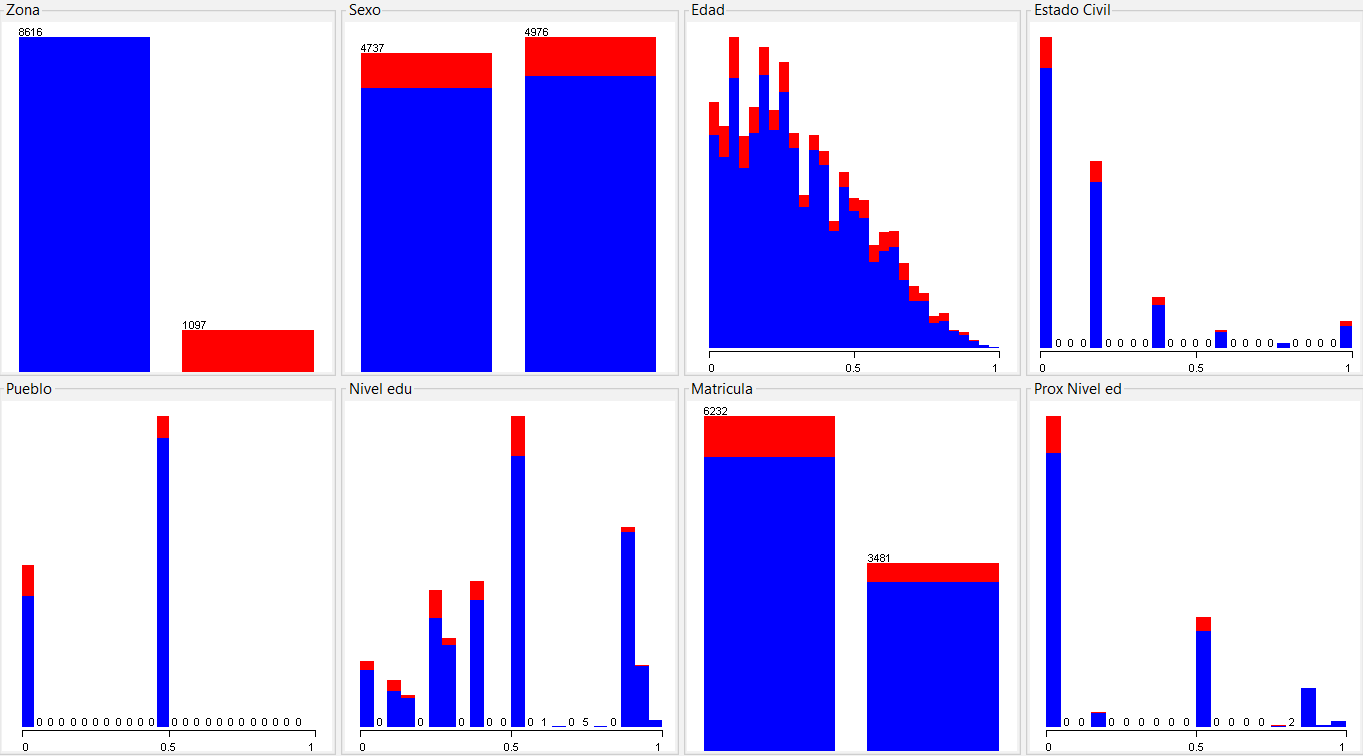 Zona
8616
1097
Sexo
4737
4976
Edad
0
0.5
1
Estado Civil
0 0 0 0 0 0 0 0 0 0 0 0 0 0 0 0 0 0 0
0
0.5
1
Pueblo
0 0 0 0 0 0 0 0 0 0 0 0 0 0 0 0 0 0 0 0 0 0 0
0
0.5
1
Nivel edu
0 0 0 0 0 0 1 0 5 0
0
0.5
1
Matricula
6232
3481
Prox Nivel ed
0 0 0 0 0 0 0 0 0 0 0 0 2
0
0.5
1